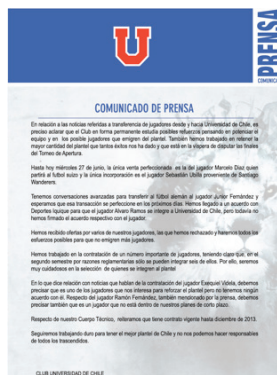 PRENSA
COMUNICA
U
COMUNICADO DE PRENSA
En relación a las noticias referidas a transferencia de jugadores desde y hacia Universidad de Chile, es
preciso aclarar que el Club en forma permanente estudia posibles refuerzos pensando en potenciar el
equipo y en los posible jugadores que emigren del plantel. También hemos trabajado en retener la
mayor cantidad del plantel que tantos éxitos nos ha dado y que está en la víspera de disputar las finales
del Torneo de Apertura.
Hasta hoy miércoles 27 de junio, la única venta perfeccionada es la del jugador Marcelo Díaz quien
partirá al fútbol suizo y la única incorporación es el jugador Sebastián Ubilla proveniente de Santiago
Wanderers.
Tenemos conversaciones avanzadas para transferir al fútbol alemán al jugador Junior Fernández y
esperamos que esa transacción se perfeccione en los próximos días. Hemos llegado a un acuerdo con
Deportes Iquique para que el jugador Alvaro Ramos se integre a Universidad de Chile, pero todavía no
hemos firmado el acuerdo respectivo con el jugador.
Hemos recibido ofertas por varios de nuestros jugadores, las que hemos rechazado y haremos todos los
esfuerzos posibles para que no emigren más jugadores.
Hemos trabajado en la contratación de un número importante de jugadores, teniendo claro que, en el
segundo semestre por razones reglamentarias sólo se pueden integrar seis de ellos. Por ello, seremos
muy cuidadosos en la selección de quienes se integran al plantel
En lo que dice relación con noticias que hablan de la contratación del jugador Exequiel Videla, debemos
precisar que es uno de los jugadores que nos interesa para reforzar el plantel pero no tenemos ningún
acuerdo con él. Respecto del jugador Ramón Fernández, también mencionado por la prensa, debemos
precisar también que es un jugador que no está dentro de nuestros planes de corto plazo.
Respecto de nuestro Cuerpo Técnico, reiteramos que tiene contrato vigente hasta diciembre de 2013.
Seguiremos trabajando duro para tener el mejor plantel de Chile y no nos podemos hacer responsables
de todos los trascendidos.
CLUB UNIVERSIDAD DE CHILE